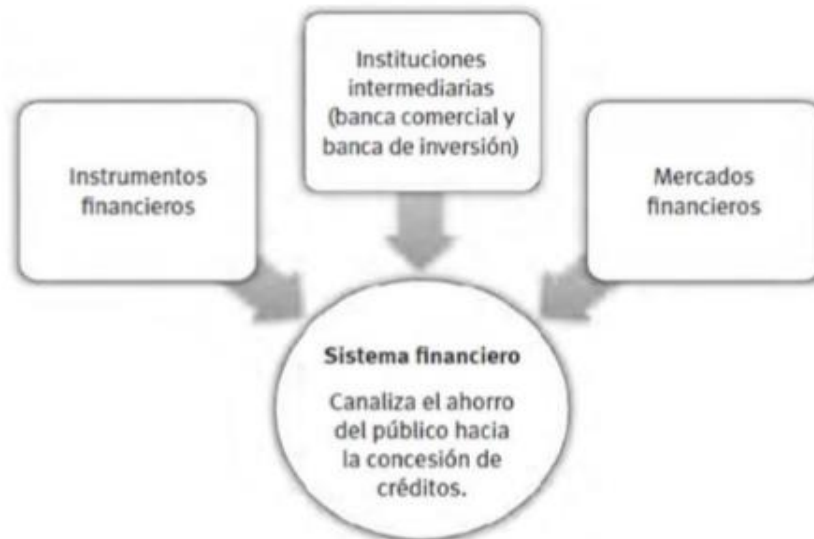 Instituciones
intermediarias
(banca comercial y
banca de inversión)
Instrumentos
financieros
Mercados
financieros
Sistema financiero
Canaliza el ahorro
del público hacia
la concesión de
créditos.